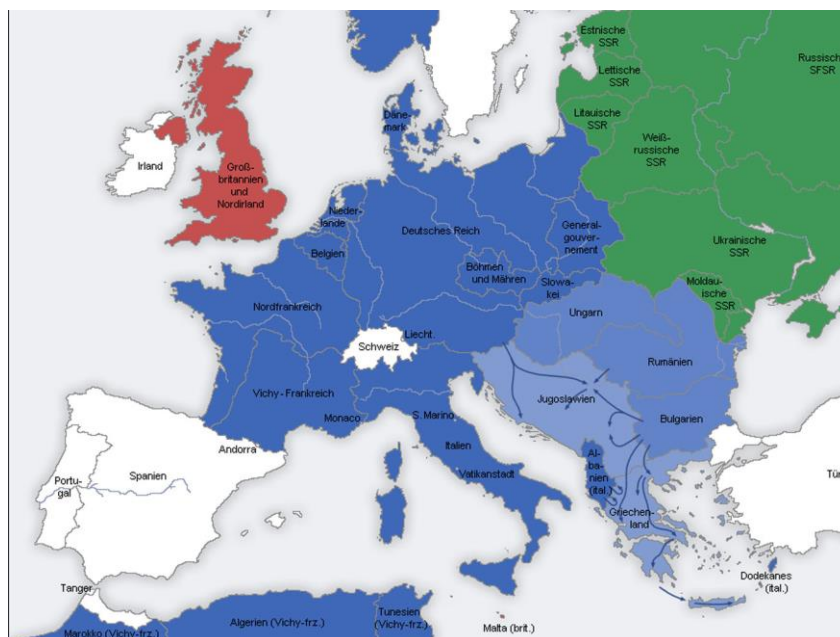 Estnische
SSR
Russische
SFSR
Lettische
SSR
Litauische
SSR
Däne-
mark
Irland
Weiß-
russische
SSR
Groß-
britannien
und
Nordirland
Nieder-
lande
Deutsches Reich
General-
gouver-
nement
Belgien
Ukrainische
SSR
Böhmen
und Mähren
Slowa-
kei
Moldau-
ische
SSR
Nordfrankreich
Ungarn
Liecht.
Schweiz
Rumänien
Vichy-Frankreich
Jugoslawien
Monaco
S. Marino
Bulgarien
Andorra
Italien
Spanien
Portu-
gal
Vatikanstadt
Al-
banien
(ital.)
Tür
Griechen-
land
Dodekanes
(ital.)
Tanger
Marokko (Vichy-frz.)
Algerien (Vichy-frz.)
Tunesien
(Vichy-frz.)
Malta (brit.)